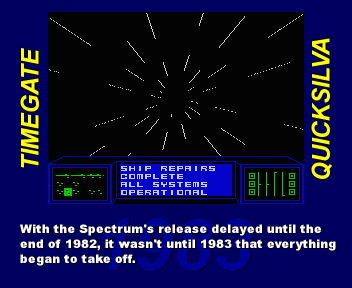 TIMEGATE
QUICKSILVA
SHIP REPAIRS
COMPLETE
ALL SYSTEMS
OPERATIONAL
1983
With the Spectrum's release delayed until the
end of 1982, it wasn't until 1983 that everything
began to take off.